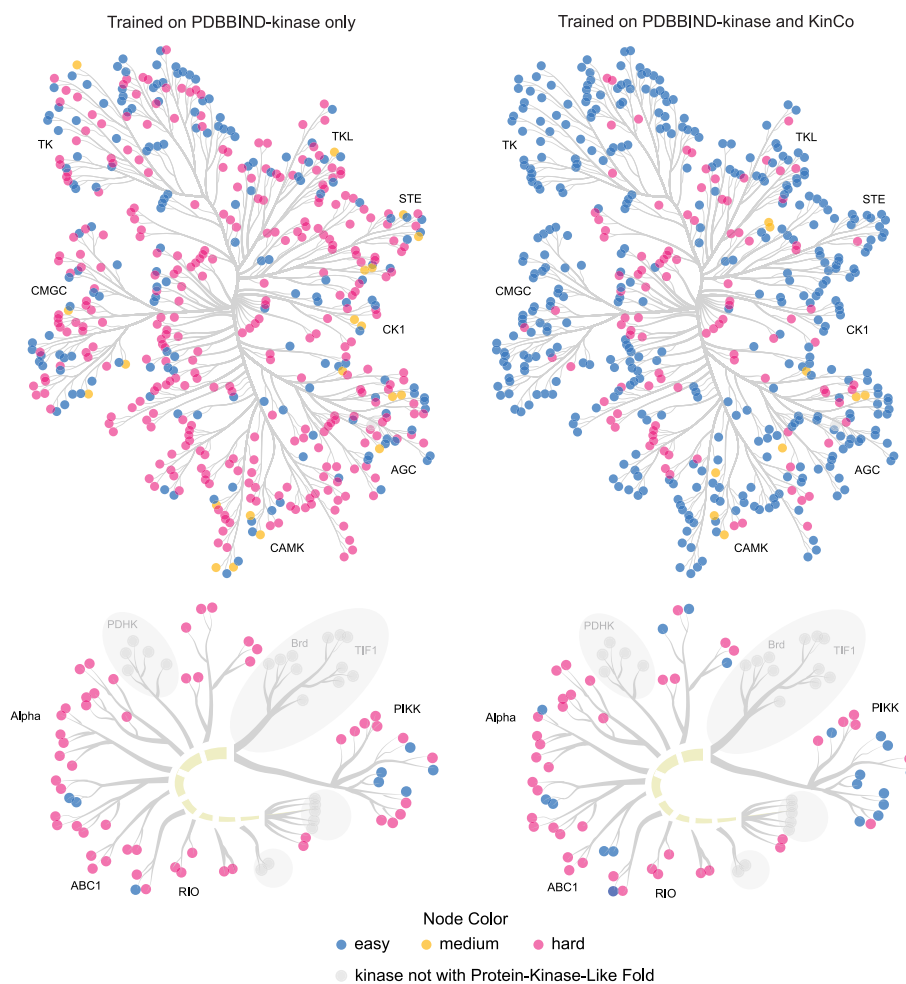 Trained on PDBBIND-kinase only
Trained on PDBBIND-kinase and KinCo
TK
TKL
STE
CMGC
CK1
AGC
CAMK
TK
TKL
STE
CMGC
CK1
AGC
CAMK
PDHK
Brd
TIF1
Alpha
PIKK
ABC1
RIO
PDHK
Brd
TIF1
Alpha
PIKK
ABC1
RIO
Node Color
easy
medium
hard
kinase not with Protein-Kinase-Like Fold